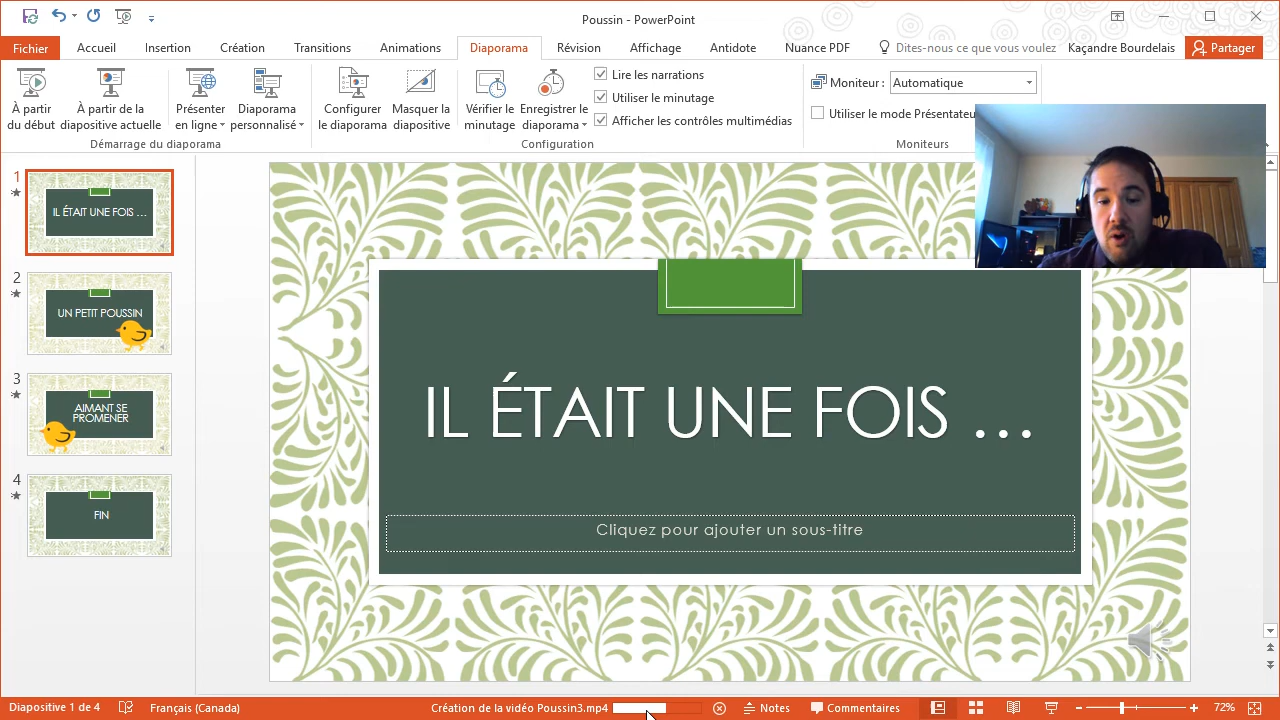 Poussin - PowerPoint
Fichier Accueil Insertion Création Transitions Animations Diaporama Révision Affichage Antidote Nuance PDF Dites-nous ce que vous voulez Kaçandre Bourdelais Partager
À partir du début
À partir de la diapositive actuelle
Présenter en ligne
Diaporama personnalisé
Configurer le diaporama
Masquer la diapositive
Vérifier le minutage
Enregistrer le diaporama
Lire les narrations
Utiliser le minutage
Afficher les contrôles multimédias
Moniteur : Automatique
Utiliser le mode Présentateu
Démarrage du diaporama Configuration Moniteurs
1
IL ÉTAIT UNE FOIS ...
2
UN PETIT POUSSIN
3
AIMANT SE
PROMENER
4
FIN
IL ÉTAIT UNE FOIS ...
Cliquez pour ajouter un sous-titre
Diapositive 1 de 4 Français (Canada) Création de la vidéo Poussin3.mp4 Notes Commentaires 72%